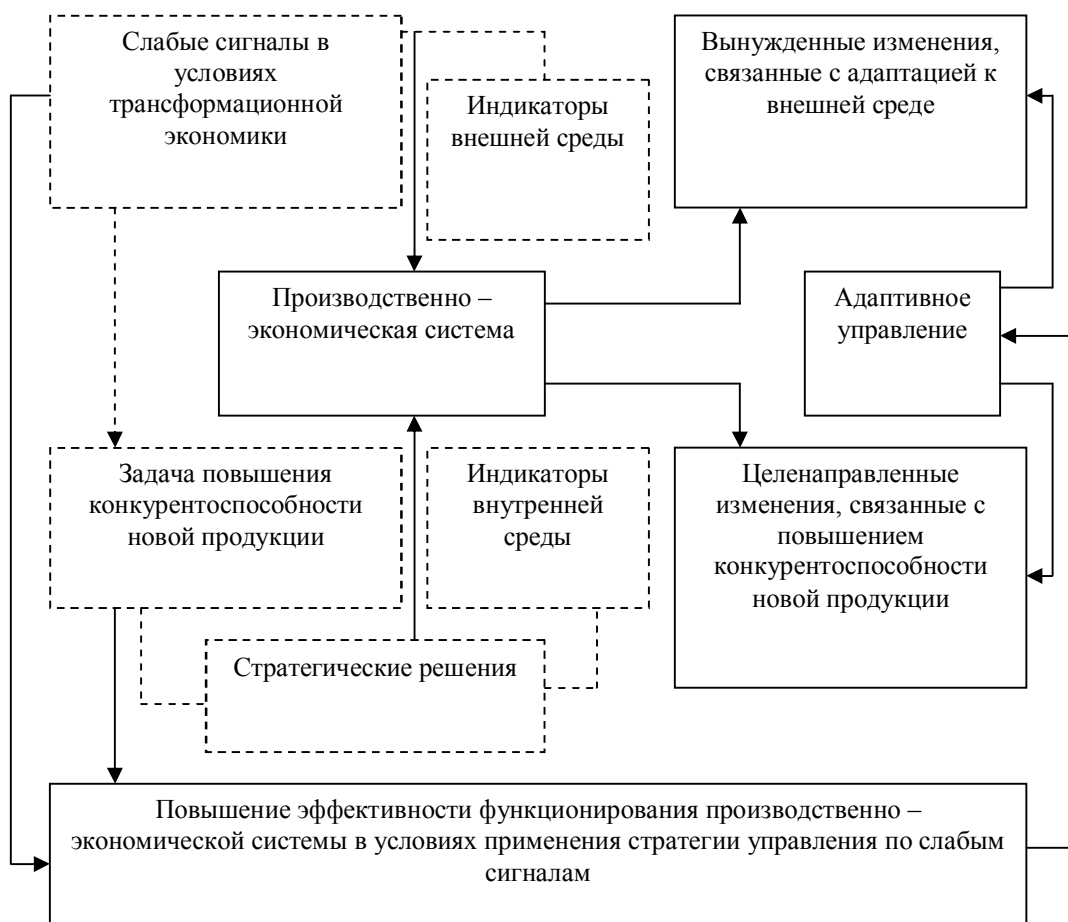 Слабые сигналы в
условиях
трансформационной
экономики
Индикаторы
внешней среды
Вынужденные изменения,
связанные с адаптацией к
внешней среде
Производственно –
экономическая система
Адаптивное
управление
Задача повышения
конкурентоспособности
новой продукции
Индикаторы
внутренней
среды
Целенаправленные
изменения, связанные с
повышением
конкурентоспособности
новой продукции
Стратегические решения
Повышение эффективности функционирования производственно –
экономической системы в условиях применения стратегии управления по слабым
сигналам